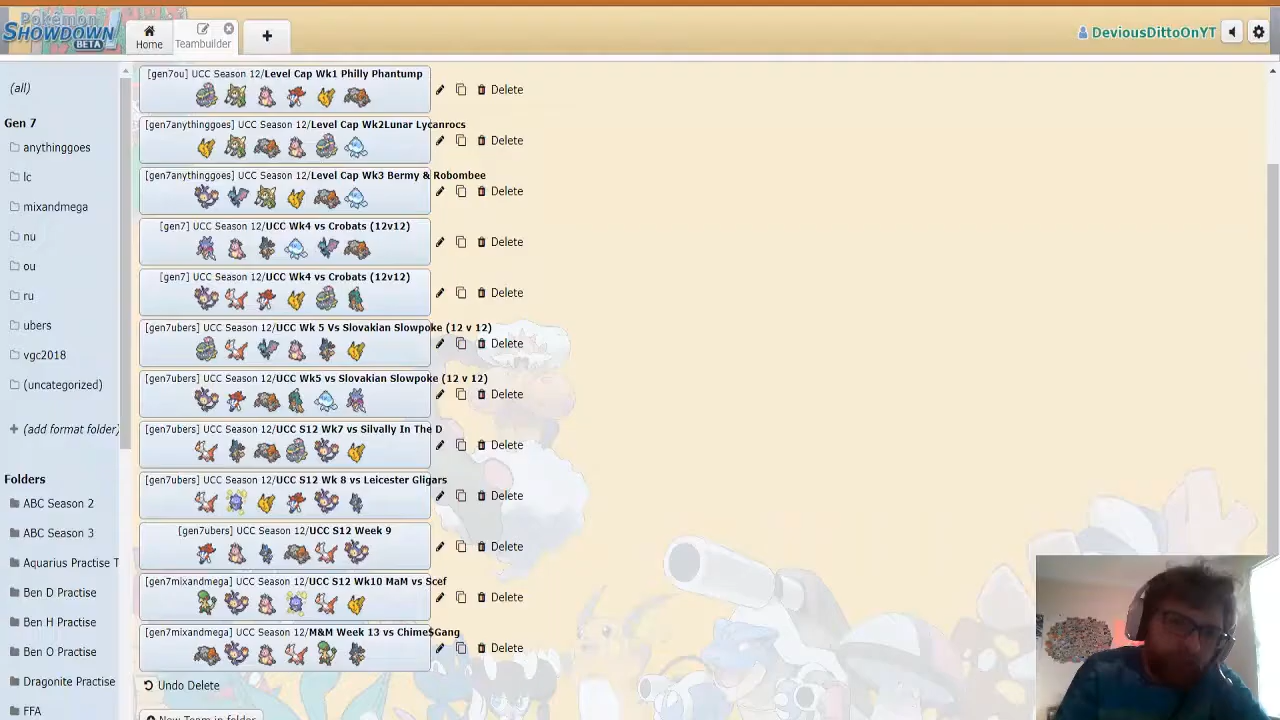 Pokémon
SHOWDOWN
BETA
Home
Teambuilder
+
DeviousDittoOnYT
(all)
Gen 7
anythinggoes
lc
mixandmega
nu
ou
ru
ubers
vgc2018
(uncategorized)
+ (add format folder)
Folders
ABC Season 2
ABC Season 3
Aquarius Practise T
Ben D Practise
Ben H Practise
Ben O Practise
Dragonite Practise
FFA
[gen7ou] UCC Season 12/Level Cap Wk1 Philly Phantump
Delete
[gen7anythinggoes] UCC Season 12/Level Cap Wk2Lunar Lycanrocs
Delete
[gen7anythinggoes] UCC Season 12/Level Cap Wk3 Bermy & Robombee
Delete
[gen7] UCC Season 12/UCC Wk4 vs Crobats (12v12)
Delete
[gen7] UCC Season 12/UCC Wk4 vs Crobats (12v12)
Delete
[gen7ubers] UCC Season 12/UCC Wk 5 Vs Slovakian Slowpoke (12 v 12)
Delete
[gen7ubers] UCC Season 12/UCC Wk5 vs Slovakian Slowpoke (12 v 12)
Delete
[gen7ubers] UCC Season 12/UCC S12 Wk7 vs Silvally In The D
Delete
[gen7ubers] UCC Season 12/UCC S12 Wk 8 vs Leicester Gligars
Delete
[gen7ubers] UCC Season 12/UCC S12 Week 9
Delete
[gen7mixandmega] UCC Season 12/UCC S12 Wk10 MaM vs Scef
Delete
[gen7mixandmega] UCC Season 12/M&M Week 13 vs Chime$Gang
Delete
Undo Delete
New Team in folder